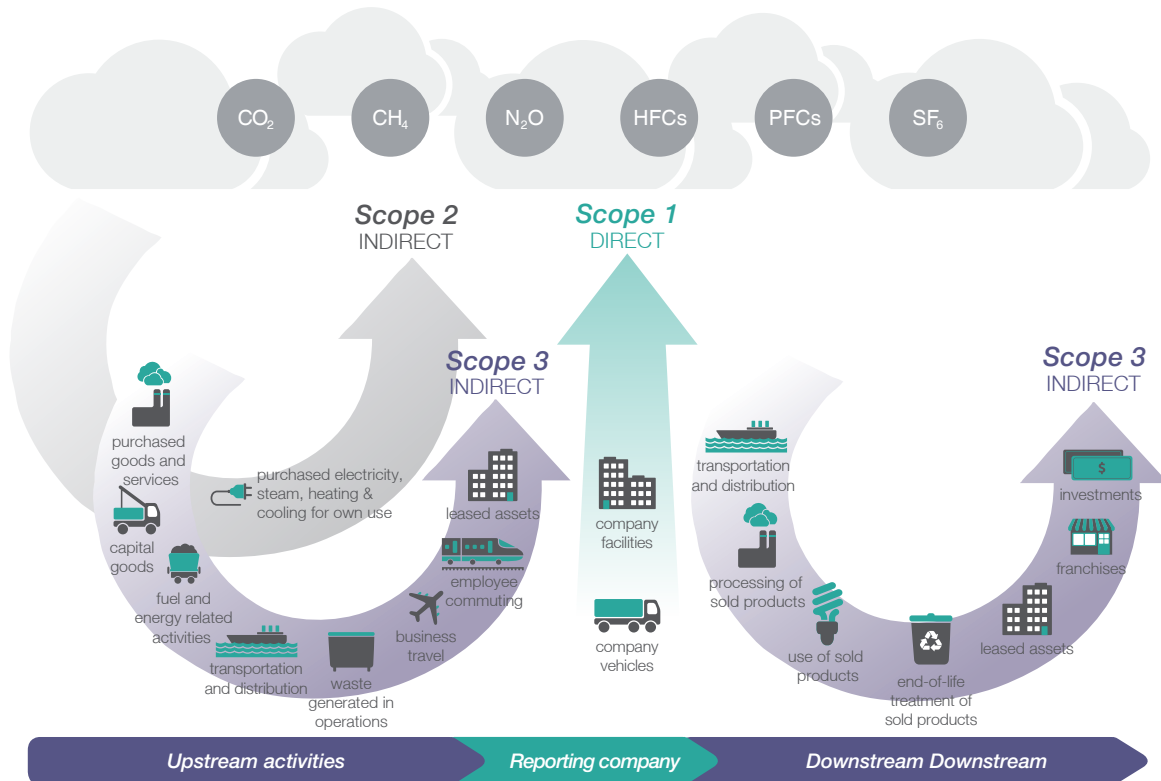 CO₂
CH₄
N₂O
HFCs
PFCs
SF₆
Scope 2
INDIRECT
Scope 1
DIRECT
Scope 3
INDIRECT
Scope 3
INDIRECT
purchased
goods and
services
capital
goods
fuel and
energy related
activities
transportation
and distribution
waste
generated in
operations
business
travel
employee
commuting
leased assets
purchased electricity,
steam, heating &
cooling for own use
company
facilities
company
vehicles
transportation
and distribution
processing of
sold products
use of sold
products
end-of-life
treatment of
sold products
leased assets
franchises
$
investments
Upstream activities
Reporting company
Downstream Downstream